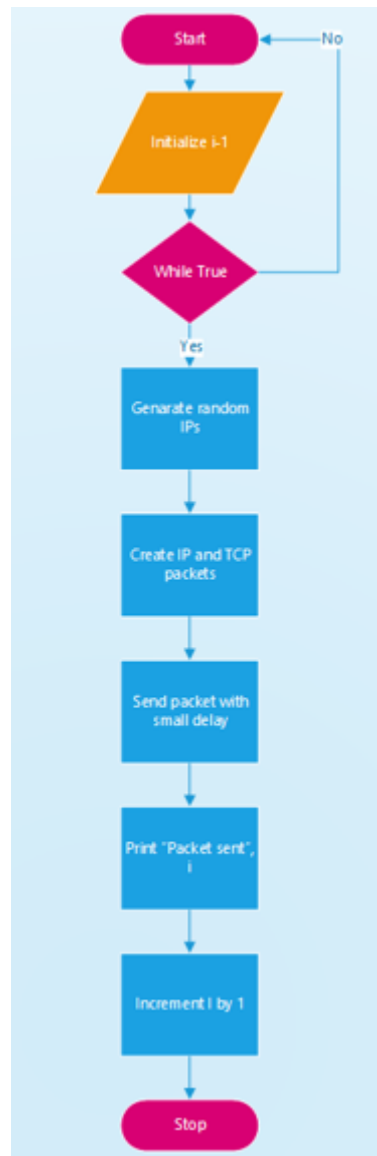 Start
No
Initialize i-1
While True
Yes
Genarate random
IPs
Create IP and TCP
packets
Send packet with
small delay
Print "Packet sent",
i
Increment I by 1
Stop